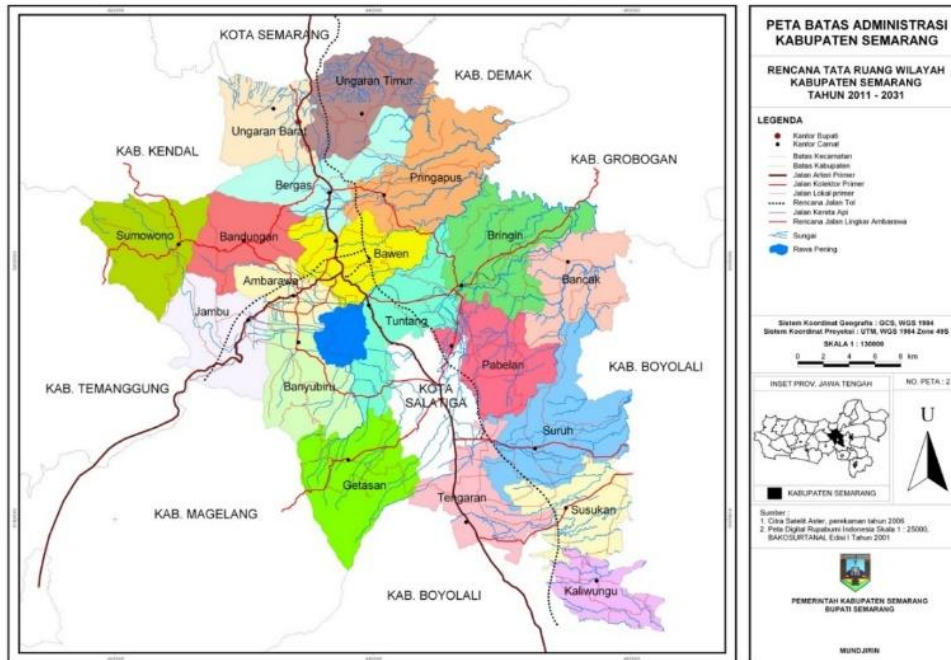 KOTA SEMARANG
Ungaran Timur
KAB. DEMAK
Ungaran Barat
KAB. KENDAL
KAB. GROBOGAN
Bergas
Pringapus
Sumowono
Bandungan
Bringin
Bawen
Ambarawa
Bancak
Jambu
Tuntang
Pabelan
KAB. TEMANGGUNG
Banyubiru
KOTA
SALATIGA
KAB. BOYOLALI
Suruh
Getasan
Tengaran
Susukan
KAB. MAGELANG
Kaliwungu
KAB. BOYOLALI
PETA BATAS ADMINISTRASI
KABUPATEN SEMARANG
RENCANA TATA RUANG WILAYAH
KABUPATEN SEMARANG
TAHUN 2011 - 2031
LEGENDA
Kantor Bupati
Kantor Camat
Batas Kecamatan
Batas Kabupaten
Jalan Arteri Primer
Jalan Kolektor Primer
Jalan Lokal primer
Rencana Jalan Tol
Jalan Kereta Api
Rencana Jalan Lingkar Ambarawa
Sungai
Rawa Pening
Sistem Koordinat Geografis : GCS, WGS 1984
Sistem Koordinat Proyeksi : UTM, WGS 1984 Zone 49S
SKALA 1 : 130000
0 2 4 6 8 km
INSET PROV. JAWA TENGAH
NO. PETA : 2
U
KABUPATEN SEMARANG
Sumber :
1. Citra Satelit Aster, perekaman tahun 2006
2. Peta Digital Rupabumi Indonesia Skala 1 : 25000,
BAKOSURTANAL Edisi I Tahun 2001
PEMERINTAH KABUPATEN SEMARANG
BUPATI SEMARANG
MUNDJIRIN